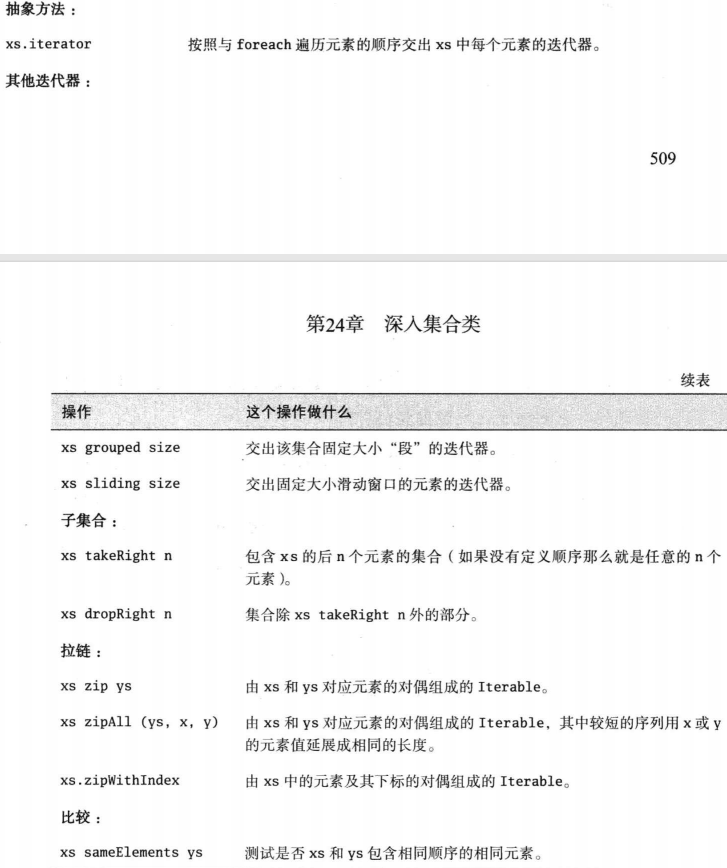 抽象方法：
xs.iterator 按照与 foreach 遍历元素的顺序交出 xs 中每个元素的迭代器。
其他迭代器：
509
第24章 深入集合类
续表
操作 这个操作做什么
xs grouped size 交出该集合固定大小“段”的迭代器。
xs sliding size 交出固定大小滑动窗口的元素的迭代器。
子集合：
xs takeRight n 包含 xs 的后 n 个元素的集合（如果没有定义顺序那么就是任意的 n 个
元素）。
xs dropRight n 集合除 xs takeRight n 外的部分。
拉链：
xs zip ys 由 xs 和 ys 对应元素的对偶组成的 Iterable。
xs zipAll (ys, x, y) 由 xs 和 ys 对应元素的对偶组成的 Iterable，其中较短的序列用 x 或 y
的元素值延展成相同的长度。
xs.zipWithIndex 由 xs 中的元素及其下标的对偶组成的 Iterable。
比较：
xs sameElements ys 测试是否 xs 和 ys 包含相同顺序的相同元素。